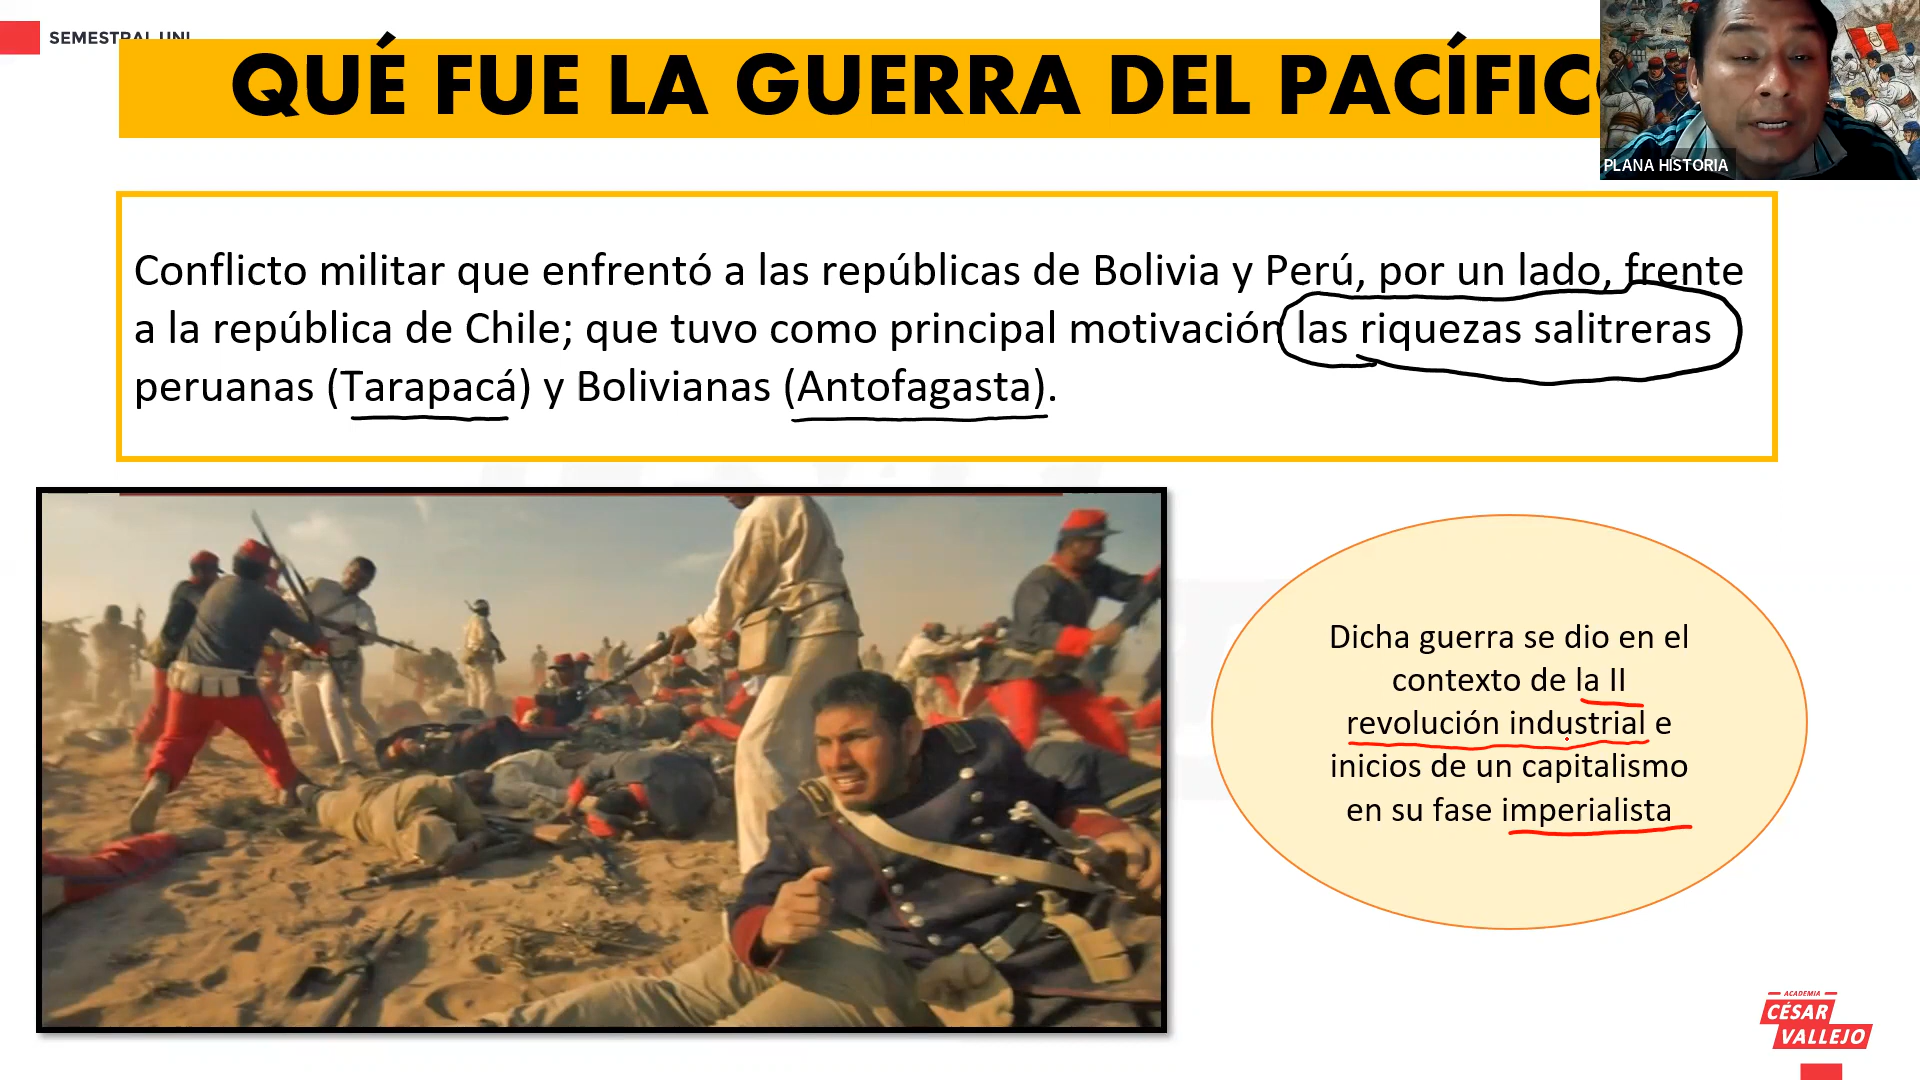 SEMESTRAL UNI
QUÉ FUE LA GUERRA DEL PACÍFIC
PLANA HISTORIA
Conflicto militar que enfrentó a las repúblicas de Bolivia y Perú, por un lado, frente
a la república de Chile; que tuvo como principal motivación las riquezas salitreras
peruanas (Tarapacá) y Bolivianas (Antofagasta).
Dicha guerra se dio en el
contexto de la II
revolución industrial e
inicios de un capitalismo
en su fase imperialista
ACADEMIA
CÉSAR
VALLEJO